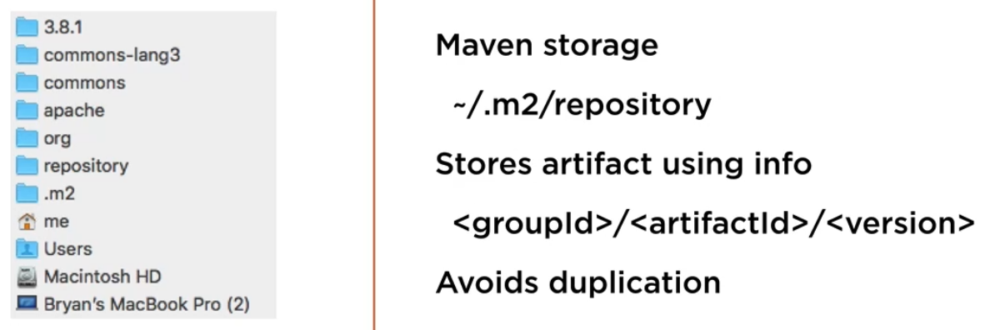 3.8.1
commons-lang3
commons
apache
org
repository
.m2
me
Users
Macintosh HD
Bryan's MacBook Pro (2)
Maven storage
~/.m2/repository
Stores artifact using info
<groupId>/<artifactId>/<version>
Avoids duplication